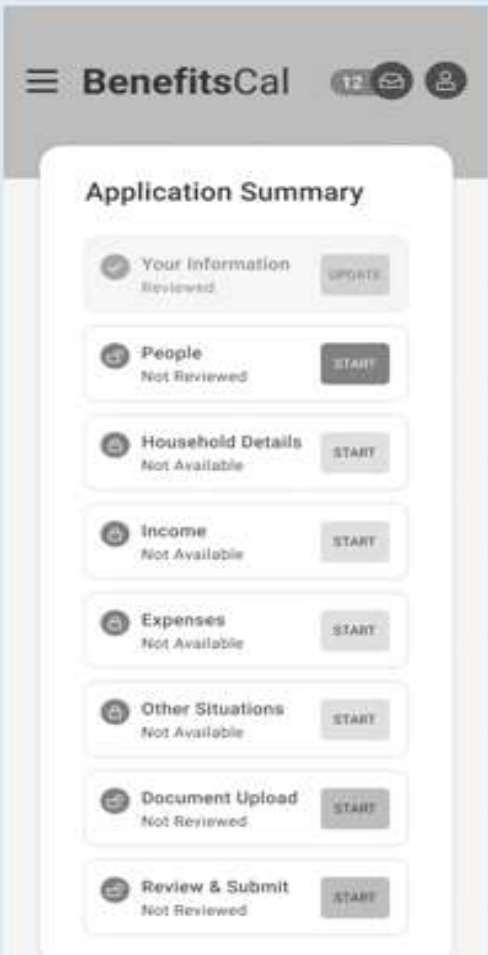 BenefitsCal
12
Application Summary
Your Information
Reviewed
UPDATE
People
Not Reviewed
START
Household Details
Not Available
START
Income
Not Available
START
Expenses
Not Available
START
Other Situations
Not Available
START
Document Upload
Not Reviewed
START
Review & Submit
Not Reviewed
START